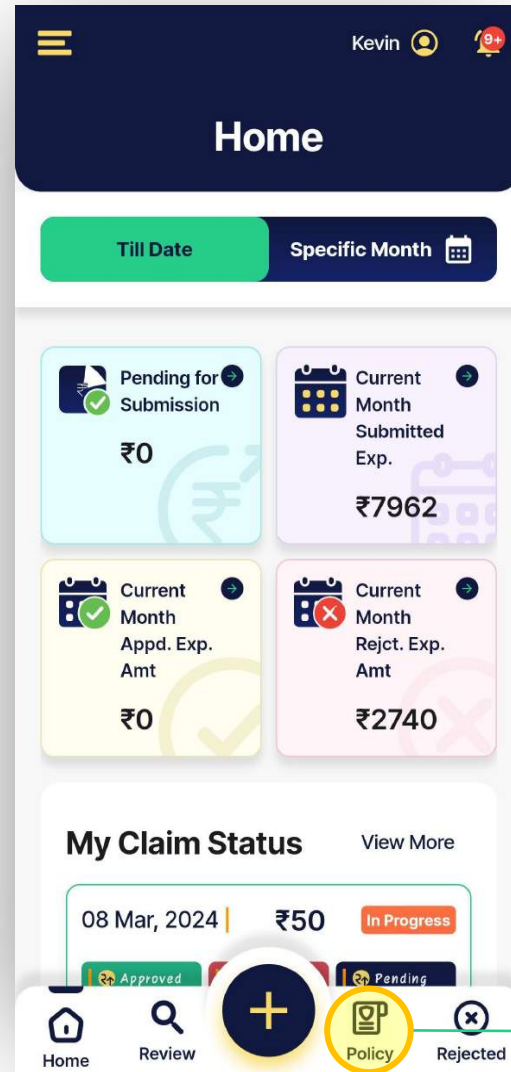 Kevin 9+
Home
Till Date Specific Month
Pending for
Submission
₹0
Current
Month
Submitted
Exp.
₹7962
Current
Month
Appd. Exp.
Amt
₹0
Current
Month
Rejct. Exp.
Amt
₹2740
My Claim Status View More
08 Mar, 2024 ₹50 In Progress
Approved Pending
Home Review Policy Rejected